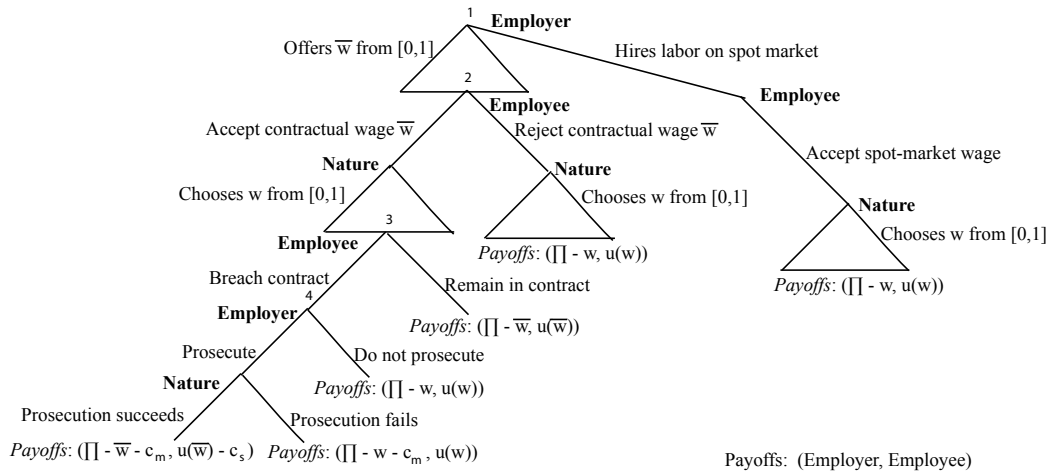 1
Employer
Offers w̅ from [0,1]
Hires labor on spot market
2
Employee
Employee
Accept contractual wage w̅
Reject contractual wage w̅
Accept spot-market wage
Nature
Nature
Chooses w from [0,1]
Chooses w from [0,1]
Nature
3
Chooses w from [0,1]
Employee
Payoffs: (∏ - w, u(w))
Breach contract
Remain in contract
Payoffs: (∏ - w, u(w))
4
Employer
Payoffs: (∏ - w̅, u(w̅))
Prosecute
Do not prosecute
Nature
Payoffs: (∏ - w, u(w))
Prosecution succeeds
Prosecution fails
Payoffs: (∏ - w̅ - cₘ, u(w̅) - cₛ)
Payoffs: (∏ - w - cₘ, u(w))
Payoffs: (Employer, Employee)